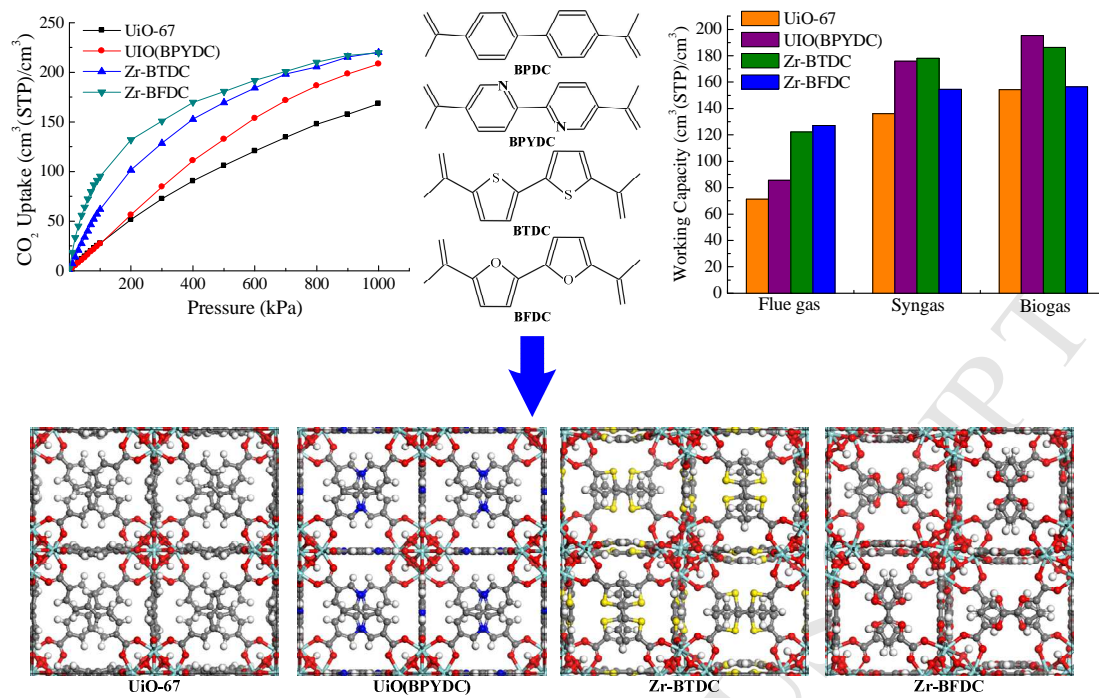 250
200
150
100
50
0
CO₂ Uptake (cm³ (STP)/cm³)
UiO-67
UIO(BPYDC)
Zr-BTDC
Zr-BFDC
200 400 600 800 1000
Pressure (kPa)
BPDC
N
N
BPYDC
S
S
BTDC
O
O
BFDC
200
180
160
140
120
100
80
60
40
20
0
Working Capacity (cm³(STP)/cm³)
UiO-67
UIO(BPYDC)
Zr-BTDC
Zr-BFDC
Flue gas Syngas Biogas
UiO-67 UiO(BPYDC) Zr-BTDC Zr-BFDC